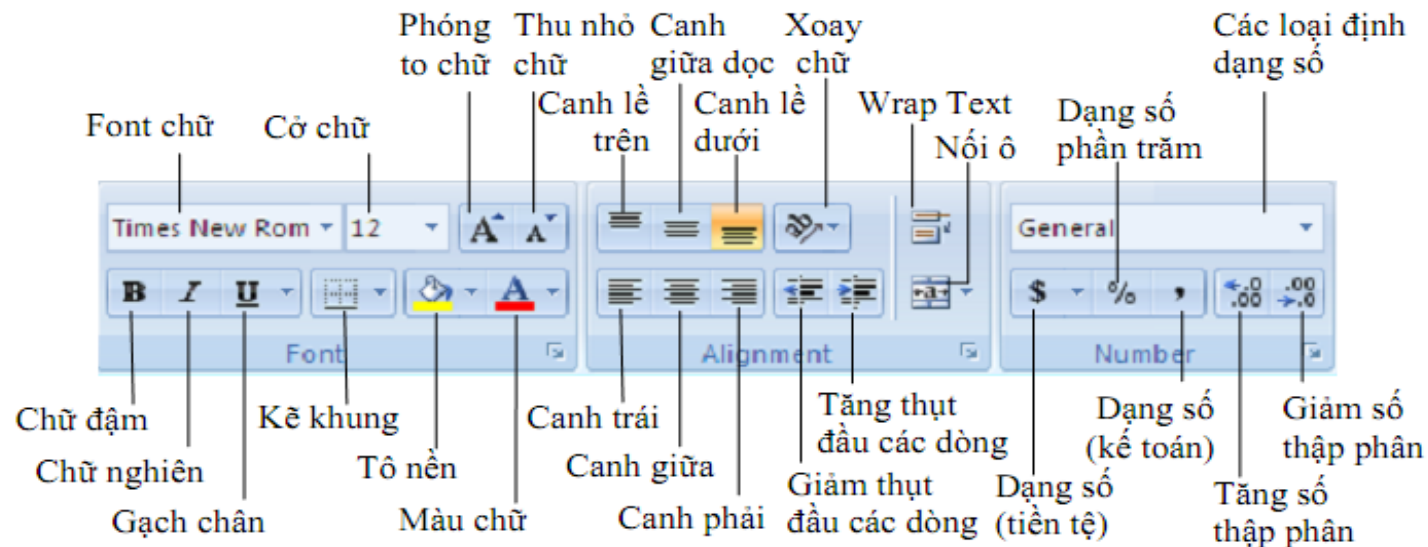 Phóng
to chữ
Thu nhỏ
chữ
Canh
giữa dọc
Xoay
chữ
Các loại định
dạng số
Canh lề
trên
Canh lề
dưới
Wrap Text
Dạng số
phần trăm
Font chữ
Cở chữ
Nối ô
Times New Rom
12
A
A
General
B I U
A
a
$ % ,
.0
.00
.00
.0
Font
Alignment
Number
Chữ đậm
Chữ nghiên
Gạch chân
Kẽ khung
Tô nền
Màu chữ
Canh trái
Canh giữa
Canh phải
Tăng thụt
đầu các dòng
Giảm thụt
đầu các dòng
Dạng số
(tiền tệ)
Dạng số
(kế toán)
Tăng số
thập phân
Giảm số
thập phân